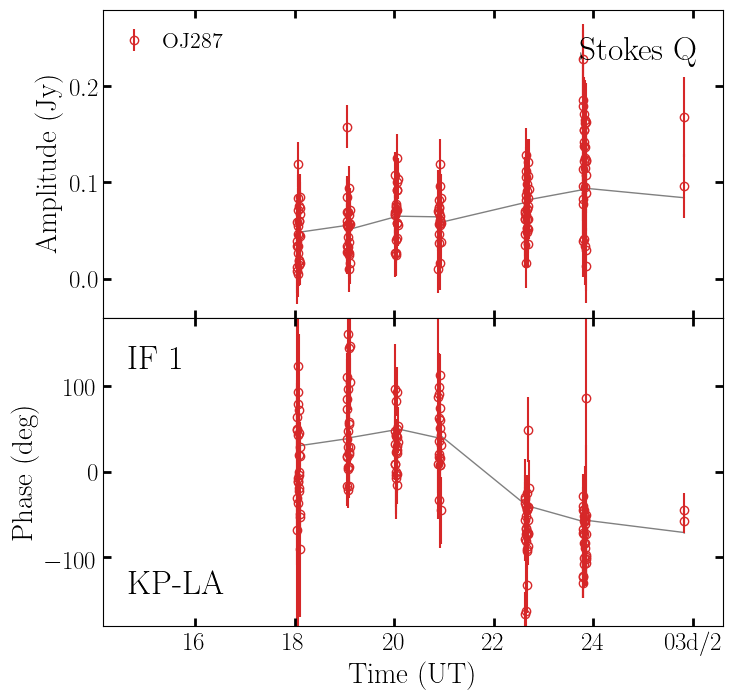 OJ287
Stokes Q
Amplitude (Jy)
0.2
0.1
0.0
IF 1
Phase (deg)
100
0
−100
KP-LA
16 18 20 22 24 03d/2
Time (UT)